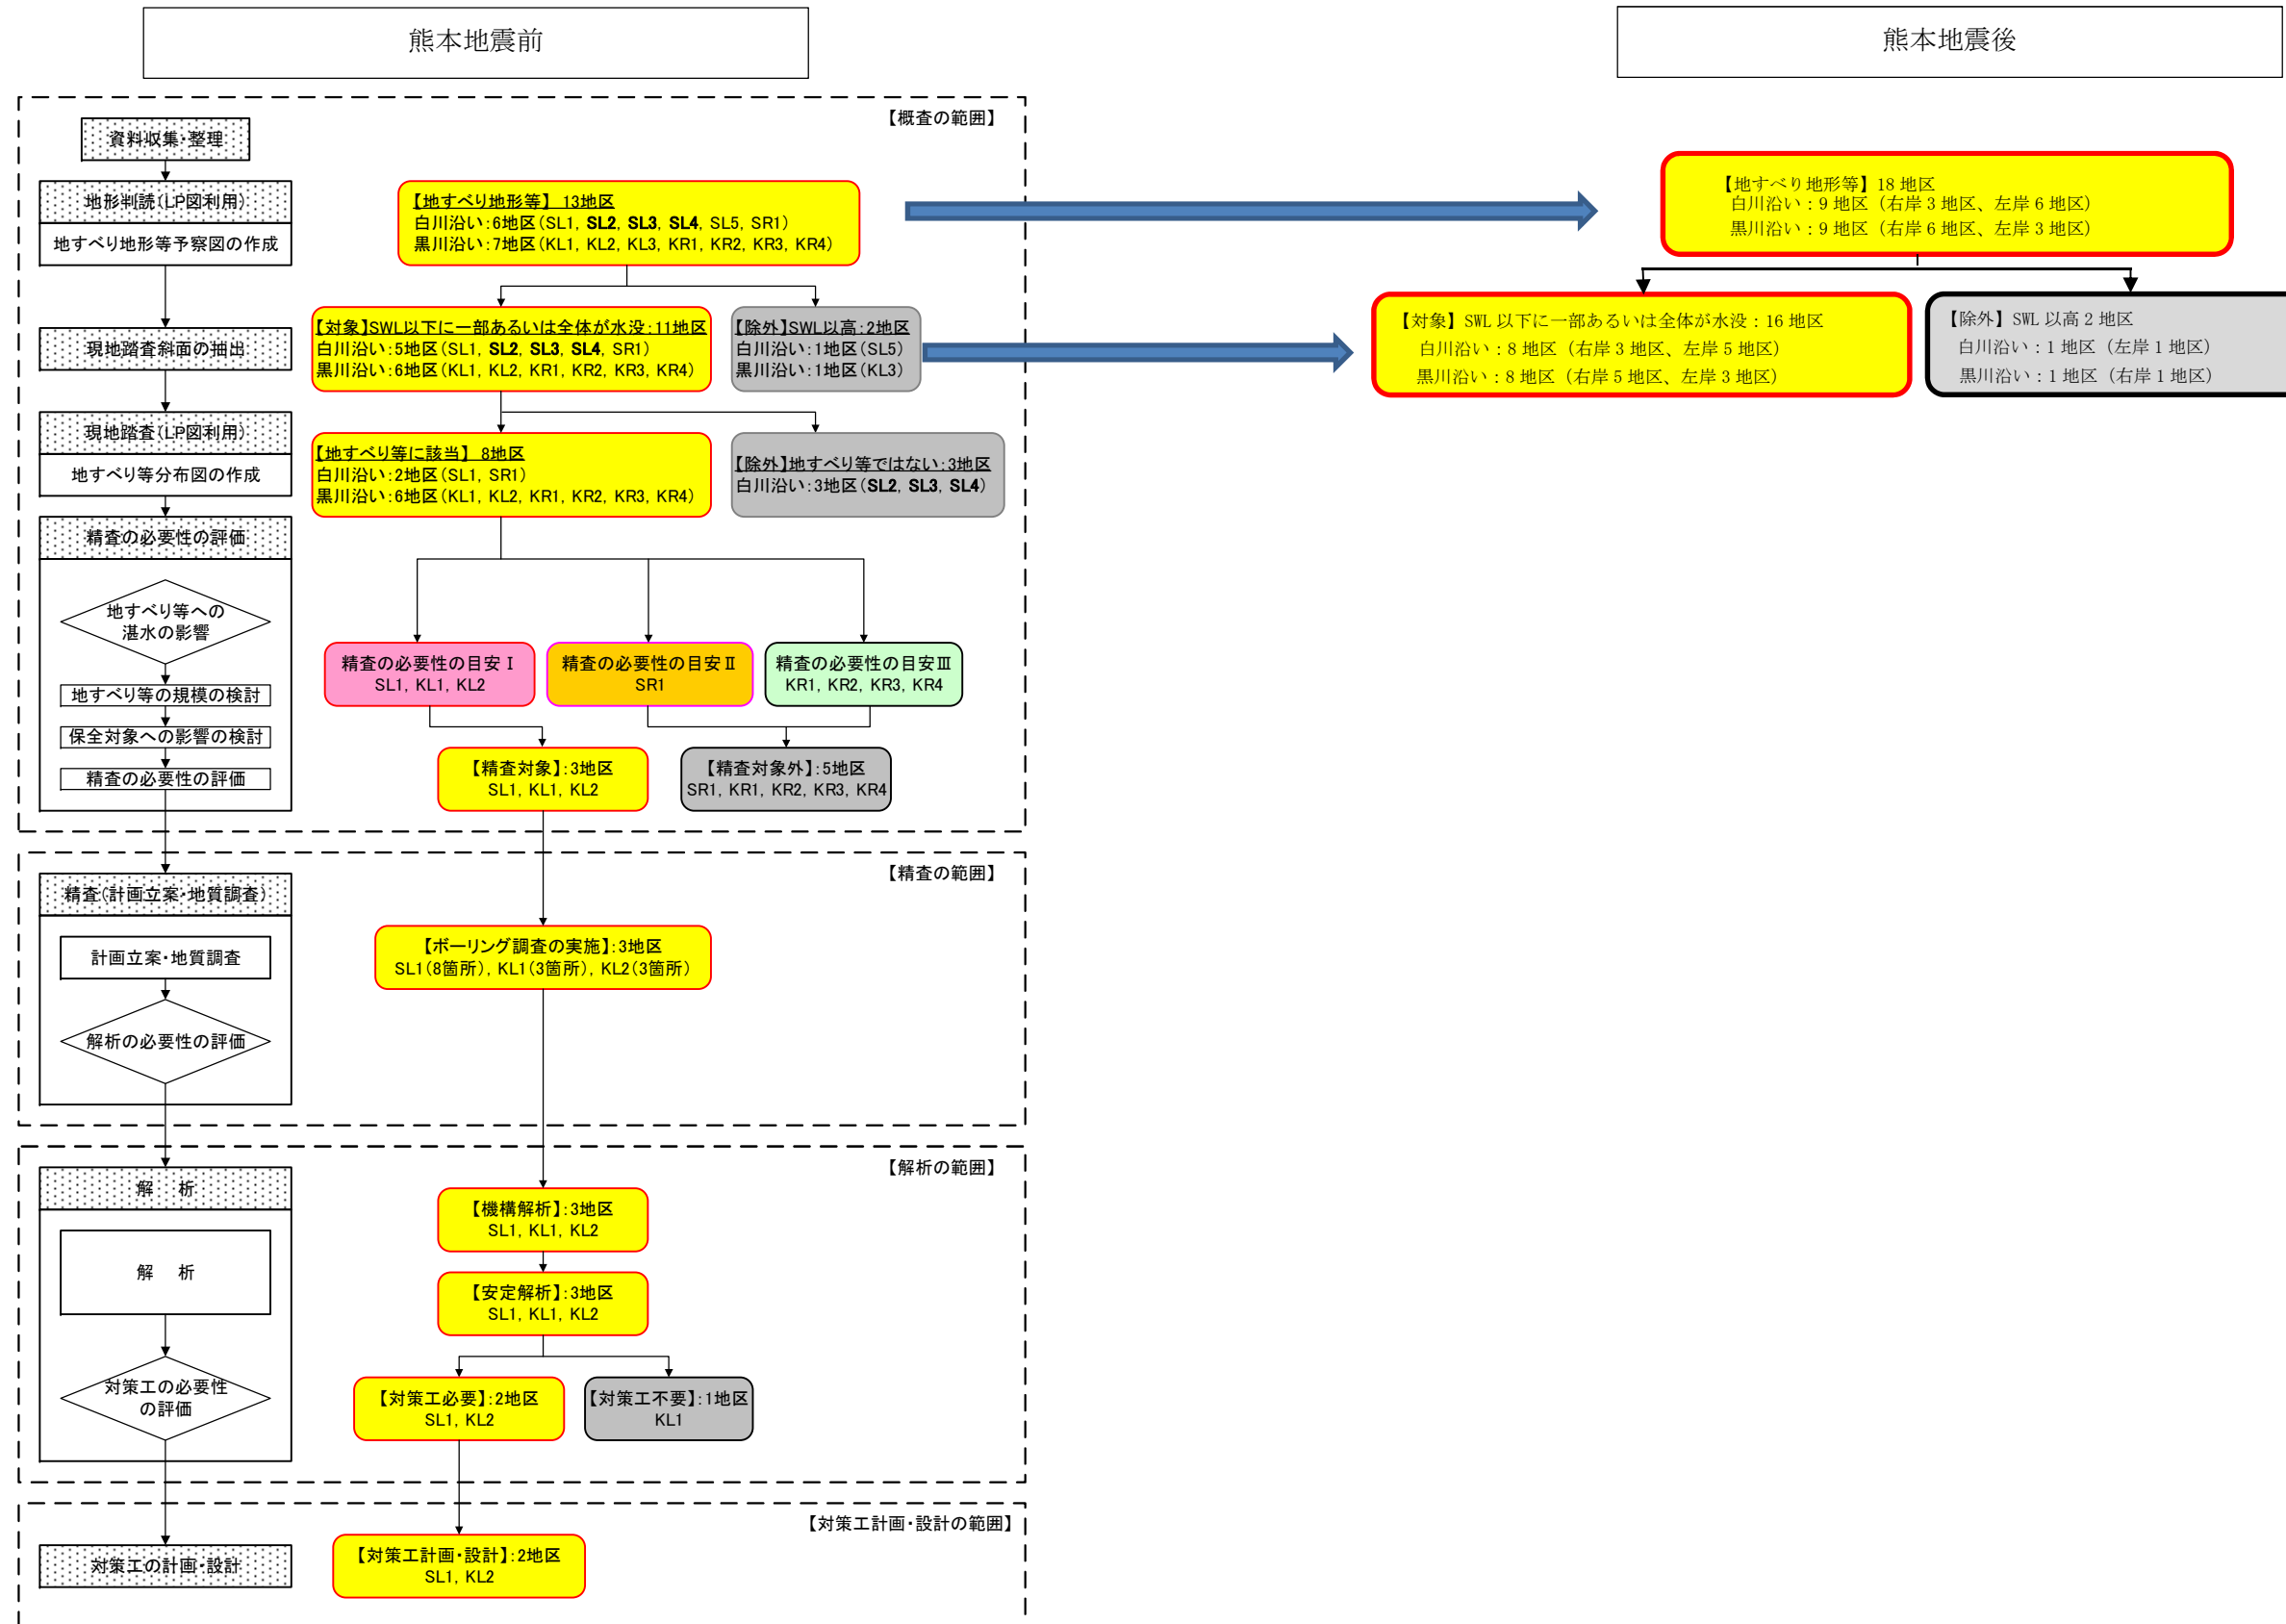 熊本地震前
熊本地震後
【概査の範囲】
資料収集・整理
地形判読(LP図利用)
地すべり地形等予察図の作成
現地踏査斜面の抽出
現地踏査(LP図利用)
地すべり等分布図の作成
精査の必要性の評価
地すべり等への
湛水の影響
地すべり等の規模の検討
保全対象への影響の検討
精査の必要性の評価
【地すべり地形等】 13地区
白川沿い:6地区(SL1, SL2, SL3, SL4, SL5, SR1)
黒川沿い:7地区(KL1, KL2, KL3, KR1, KR2, KR3, KR4)
【対象】SWL以下に一部あるいは全体が水没:11地区
白川沿い:5地区(SL1, SL2, SL3, SL4, SR1)
黒川沿い:6地区(KL1, KL2, KR1, KR2, KR3, KR4)
【除外】SWL以高:2地区
白川沿い:1地区(SL5)
黒川沿い:1地区(KL3)
【地すべり等に該当】 8地区
白川沿い:2地区(SL1, SR1)
黒川沿い:6地区(KL1, KL2, KR1, KR2, KR3, KR4)
【除外】地すべり等ではない:3地区
白川沿い:3地区(SL2, SL3, SL4)
精査の必要性の目安Ⅰ
SL1, KL1, KL2
精査の必要性の目安Ⅱ
SR1
精査の必要性の目安Ⅲ
KR1, KR2, KR3, KR4
【精査対象】:3地区
SL1, KL1, KL2
【精査対象外】:5地区
SR1, KR1, KR2, KR3, KR4
【地すべり地形等】18 地区
白川沿い:9 地区(右岸 3 地区、左岸 6 地区)
黒川沿い:9 地区(右岸 6 地区、左岸 3 地区)
【対象】SWL 以下に一部あるいは全体が水没:16 地区
白川沿い:8 地区(右岸 3 地区、左岸 5 地区)
黒川沿い:8 地区(右岸 5 地区、左岸 3 地区)
【除外】SWL 以高 2 地区
白川沿い:1 地区(左岸 1 地区)
黒川沿い:1 地区(右岸 1 地区)
【精査の範囲】
精査(計画立案・地質調査)
計画立案・地質調査
解析の必要性の評価
【ボーリング調査の実施】:3地区
SL1(8箇所), KL1(3箇所), KL2(3箇所)
【解析の範囲】
解 析
解 析
対策工の必要性
の評価
【機構解析】:3地区
SL1, KL1, KL2
【安定解析】:3地区
SL1, KL1, KL2
【対策工必要】:2地区
SL1, KL2
【対策工不要】:1地区
KL1
【対策工計画・設計の範囲】
対策工の計画・設計
【対策工計画・設計】:2地区
SL1, KL2